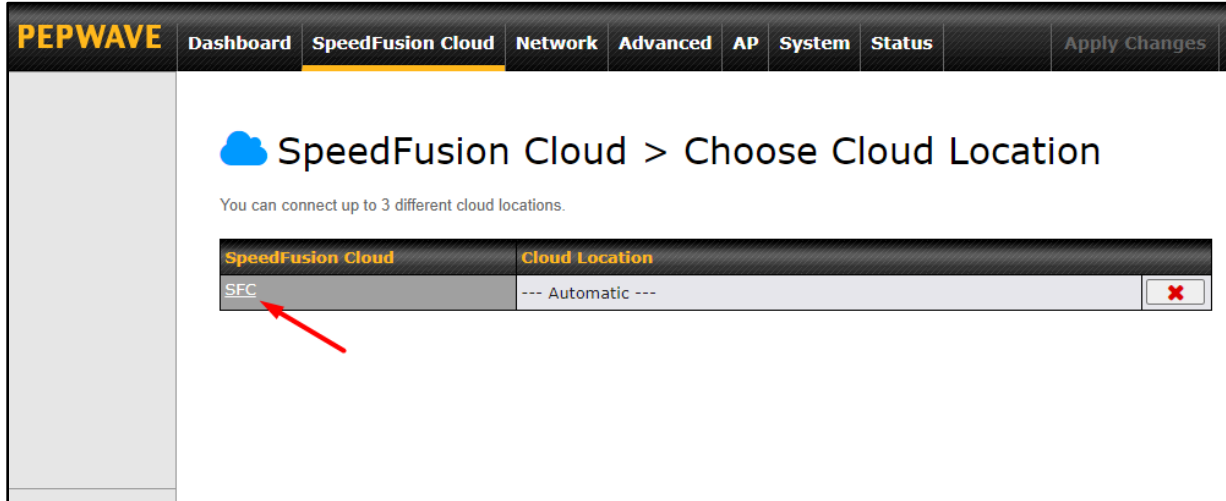 PEPWAVE Dashboard SpeedFusion Cloud Network Advanced AP System Status Apply Changes
SpeedFusion Cloud > Choose Cloud Location
You can connect up to 3 different cloud locations.
SpeedFusion Cloud Cloud Location
SFC --- Automatic ---